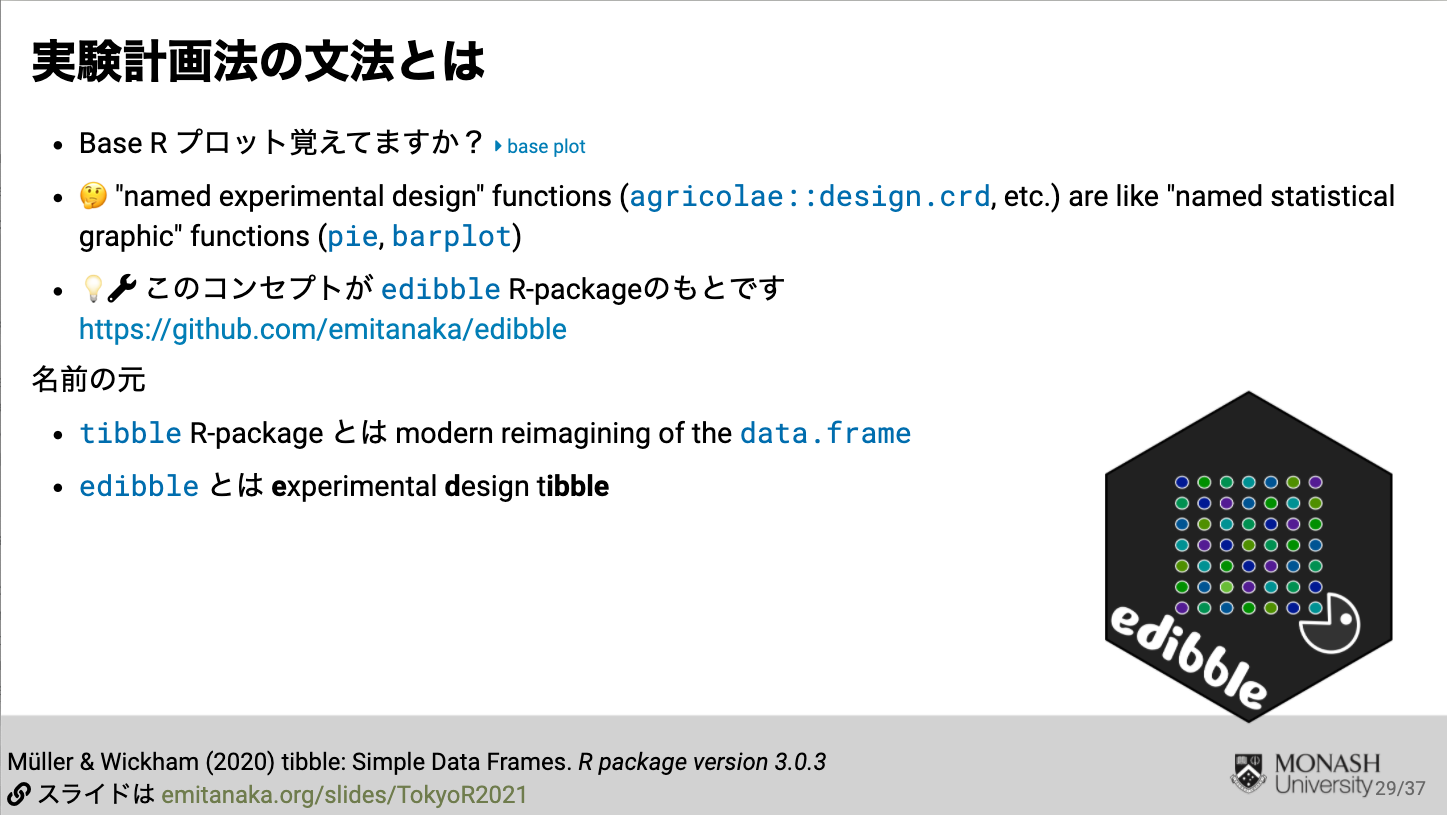 実験計画法の文法とは
Base R プロット覚えてますか？ base plot
🤔 "named experimental design" functions (agricolae::design.crd, etc.) are like "named statistical
graphic" functions (pie, barplot)
💡🔧 このコンセプトが edibble R-packageのもとです
https://github.com/emitanaka/edibble
名前の元
tibble R-package とは modern reimagining of the data.frame
edibble とは experimental design tibble
edibble
Müller & Wickham (2020) tibble: Simple Data Frames. R package version 3.0.3
スライドは emitanaka.org/slides/TokyoR2021
MONASH
University
29/37